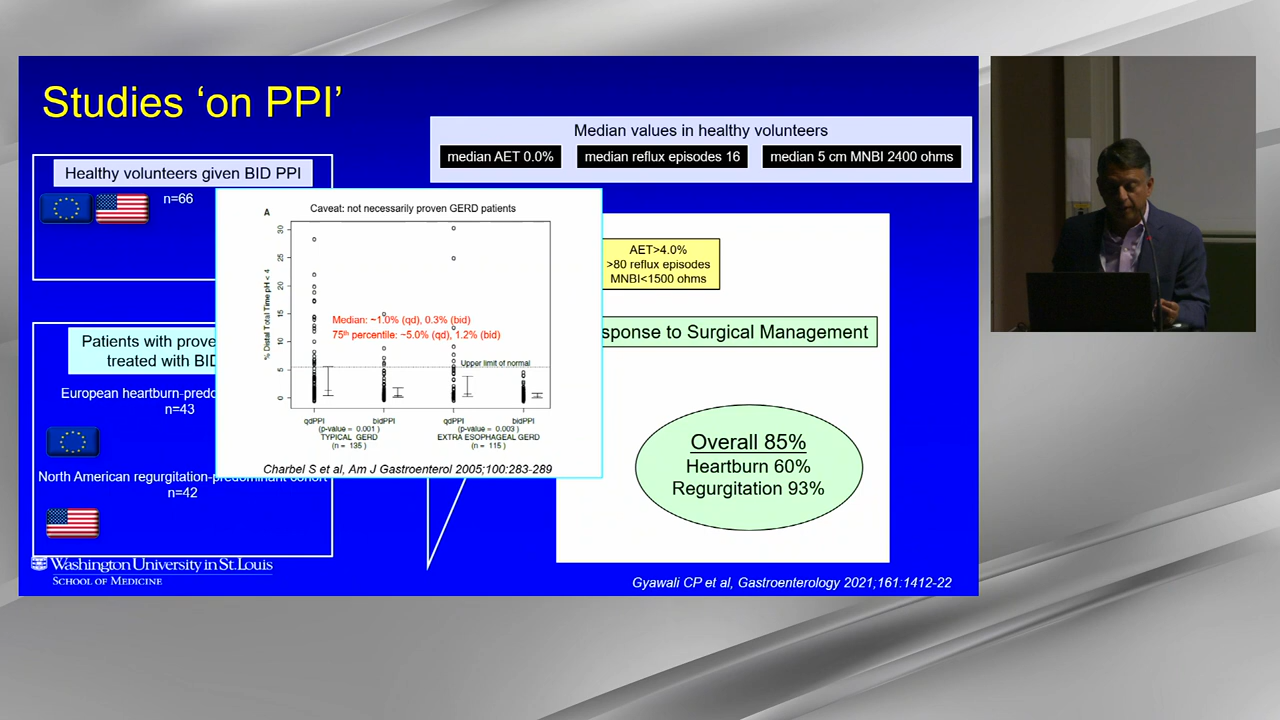 Studies ‘on PPI’
Median values in healthy volunteers
median AET 0.0%
median reflux episodes 16
median 5 cm MNBI 2400 ohms
Healthy volunteers given BID PPI
n=66
Caveat: not necessarily proven GERD patients
A
% Distal Total Time pH < 4
30
25
20
15
10
5
0
Median: ~1.0% (qd), 0.3% (bid)
75th percentile: ~5.0% (qd), 1.2% (bid)
Upper limit of normal
qdPPI bidPPI qdPPI bidPPI
(p-value = 0.001) (p-value = 0.003)
TYPICAL GERD EXTRA ESOPHAGEAL GERD
(n = 135) (n = 115)
Charbel S et al, Am J Gastroenterol 2005;100:283-289
AET>4.0%
>80 reflux episodes
MNBI<1500 ohms
sponse to Surgical Management
Overall 85%
Heartburn 60%
Regurgitation 93%
Patients with prove
treated with BID
European heartburn-predo
n=43
North American regurgitation-predominant cohort
n=42
Washington University in St. Louis
SCHOOL OF MEDICINE
Gyawali CP et al, Gastroenterology 2021;161:1412-22